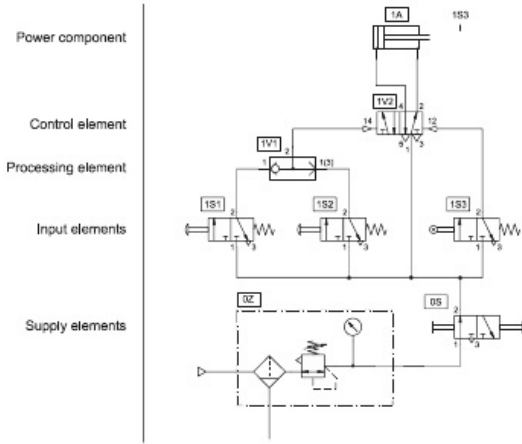 1A
1S3
Power component
1V2
4
2
14
12
5
1
3
Control element
1V1
2
1
1(3)
Processing element
1S1
2
1
3
1S2
2
1
3
1S3
2
1
3
Input elements
0Z
0S
2
1
3
Supply elements